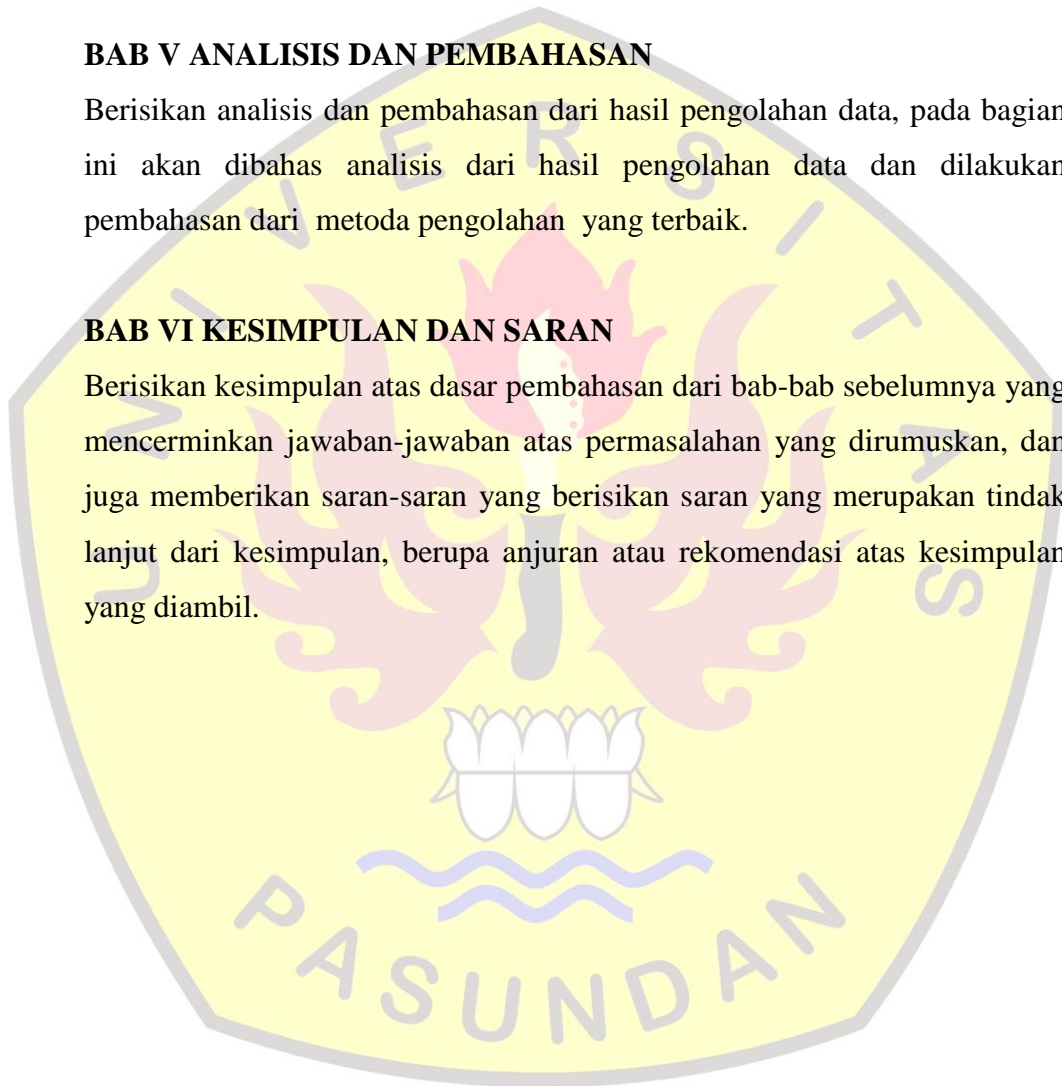 BAB V ANALISIS DAN PEMBAHASAN
Berisikan analisis dan pembahasan dari hasil pengolahan data, pada bagian
ini akan dibahas analisis dari hasil pengolahan data dan dilakukan
pembahasan dari metoda pengolahan yang terbaik.
BAB VI KESIMPULAN DAN SARAN
Berisikan kesimpulan atas dasar pembahasan dari bab-bab sebelumnya yang
mencerminkan jawaban-jawaban atas permasalahan yang dirumuskan, dan
juga memberikan saran-saran yang berisikan saran yang merupakan tindak
lanjut dari kesimpulan, berupa anjuran atau rekomendasi atas kesimpulan
yang diambil.
UNIVERSITAS
PASUNDAN